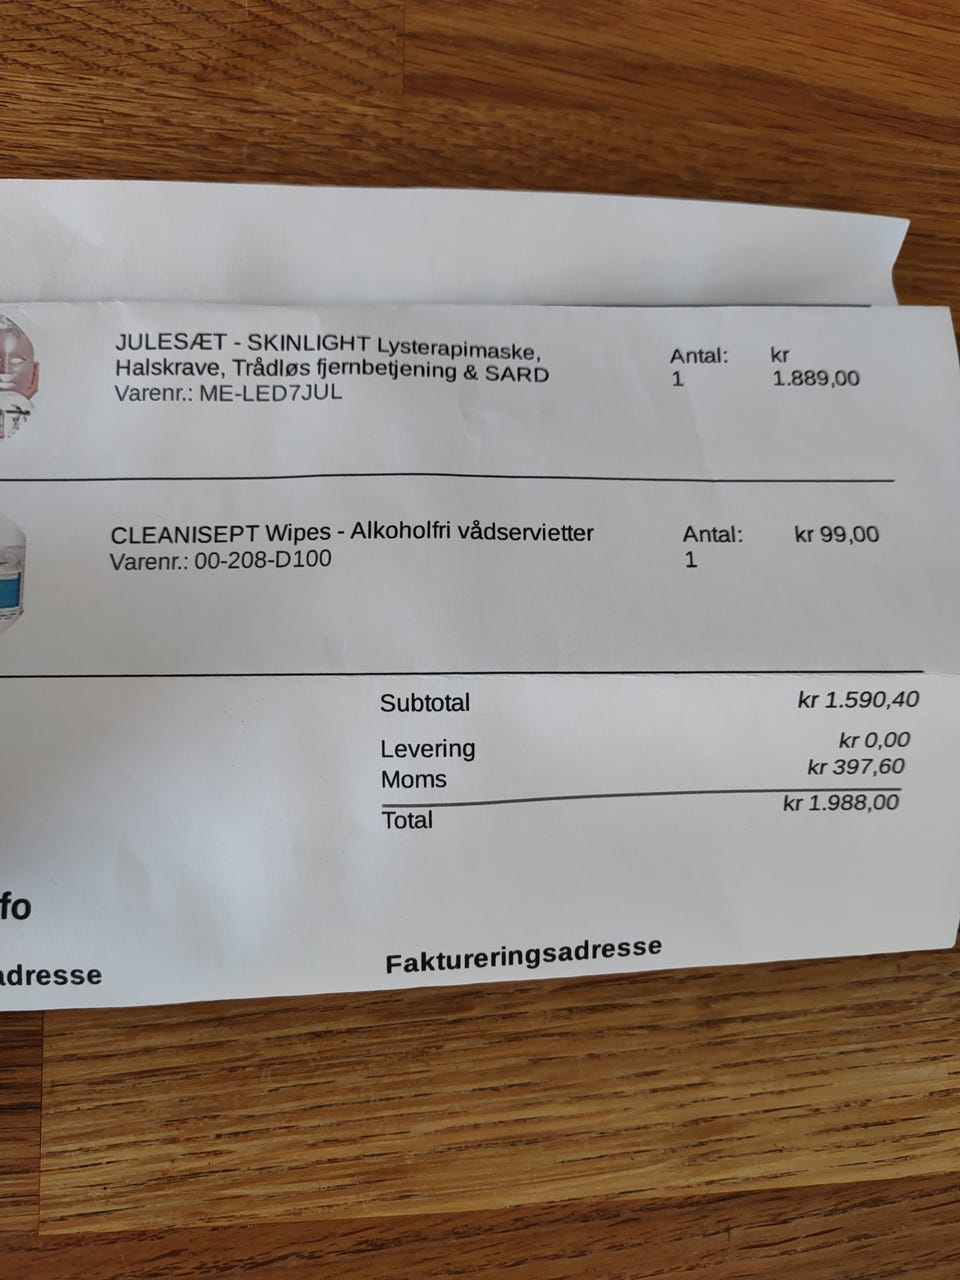 JULESÆT - SKINLIGHT Lysterapimaske,
Halskrave, Trådløs fjernbetjening & SARD
Varenr.: ME-LED7JUL
Antal:
1
kr
1.889,00
CLEANISEPT Wipes - Alkoholfri vådservietter
Varenr.: 00-208-D100
Antal:
1
kr 99,00
Subtotal kr 1.590,40
Levering kr 0,00
Moms kr 397,60
Total kr 1.988,00
fo
adresse
Faktureringsadresse